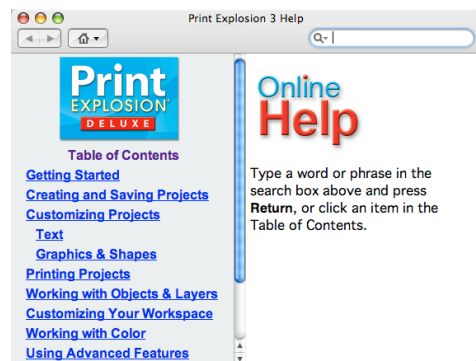 Print Explosion 3 Help
Print
EXPLOSION®
DELUXE
Table of Contents
Getting Started
Creating and Saving Projects
Customizing Projects
Text
Graphics & Shapes
Printing Projects
Working with Objects & Layers
Customizing Your Workspace
Working with Color
Using Advanced Features
Online
Help
Type a word or phrase in the
search box above and press
Return, or click an item in the
Table of Contents.